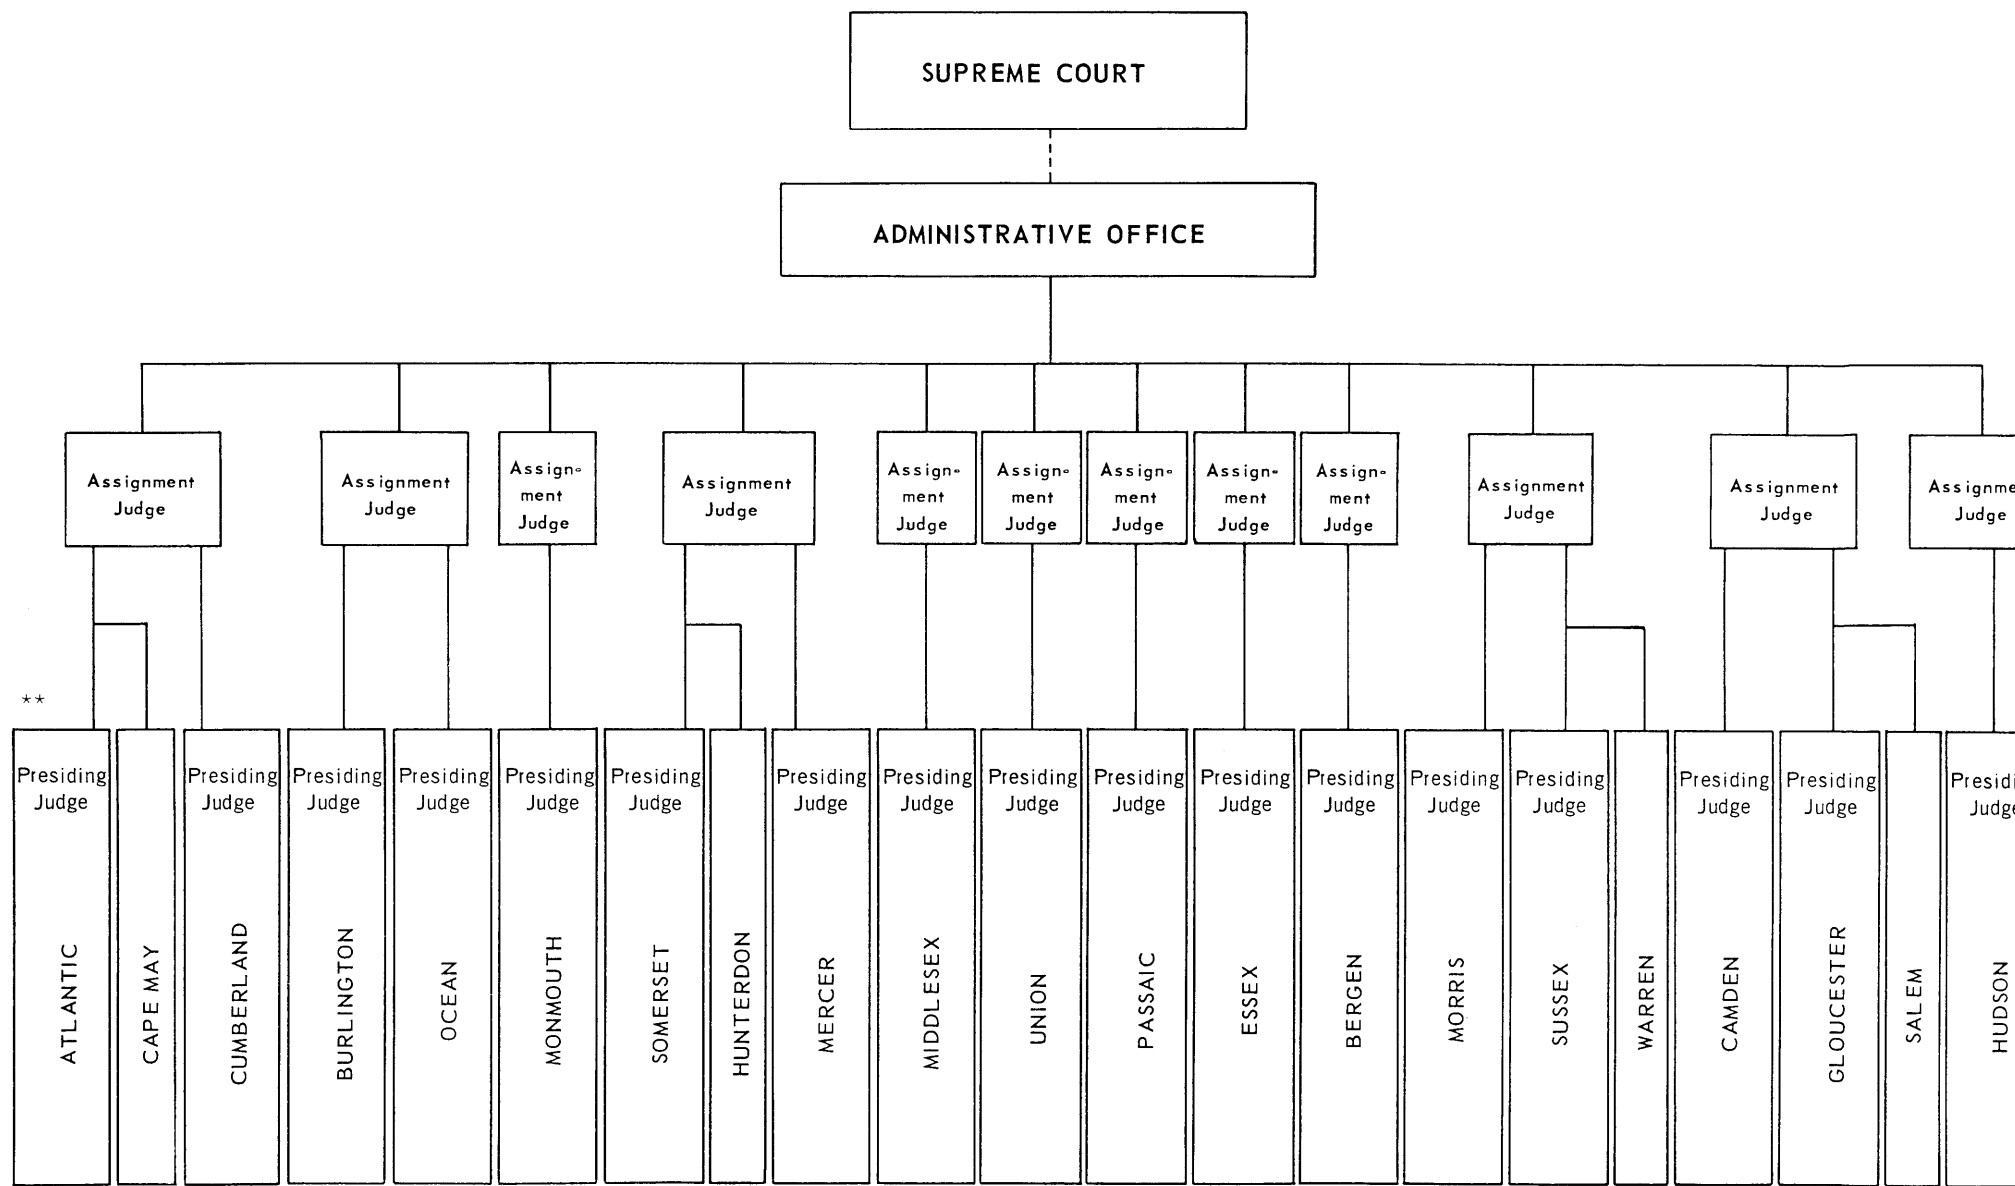 SUPREME COURT
ADMINISTRATIVE OFFICE
Assignment
Judge
Assignment
Judge
Assign-
ment
Judge
Assignment
Judge
Assign-
ment
Judge
Assign-
ment
Judge
Assign-
ment
Judge
Assign-
ment
Judge
Assign-
ment
Judge
Assignment
Judge
Assignment
Judge
Assignme
Judge
**
Presiding
Judge
ATLANTIC
CAPE MAY
Presiding
Judge
CUMBERLAND
Presiding
Judge
BURLINGTON
Presiding
Judge
OCEAN
Presiding
Judge
MONMOUTH
Presiding
Judge
SOMERSET
HUNTERDON
Presiding
Judge
MERCER
Presiding
Judge
MIDDLESEX
Presiding
Judge
UNION
Presiding
Judge
PASSAIC
Presiding
Judge
ESSEX
Presiding
Judge
BERGEN
Presiding
Judge
MORRIS
Presiding
Judge
SUSSEX
WARREN
Presiding
Judge
CAMDEN
Presiding
Judge
GLOUCESTER
SALEM
Presidi
Judge
HUDSON